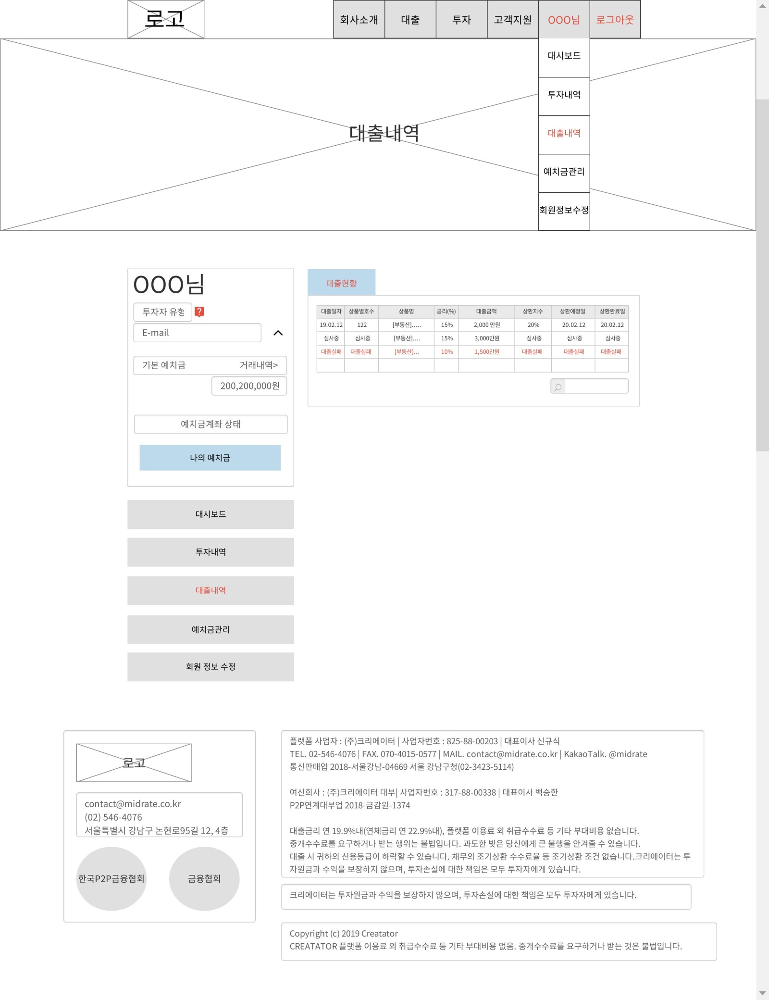 로고
회사소개 대출 투자 고객지원 OOO님 로그아웃
대시보드
투자내역
대출내역
대출내역
예치금관리
회원정보수정
OOO님
투자자 유형
E-mail
기본 예치금 거래내역>
200,200,000원
예치금계좌 상태
나의 예치금
대출현황
대출일자 상품별호수 상품명 금리(%) 대출금액 상환지수 상환예정일 상환완료일
19.02.12 122 [부동산]..... 15% 2,000 만원 20% 20.02.12 20.02.12
심사중 심사중 [부동산].... 15% 3,000만원 심사중 심사중 심사중
대출실패 대출실패 [부동산]... 10% 1,500만원 대출실패 대출실패 대출실패
대시보드
투자내역
대출내역
예치금관리
회원 정보 수정
로고
contact@midrate.co.kr
(02) 546-4076
서울특별시 강남구 논현로95길 12, 4층
한국P2P금융협회 금융협회
플랫폼 사업자 : (주)크리에이터 | 사업자번호 : 825-88-00203 | 대표이사 신규식
TEL. 02-546-4076 | FAX. 070-4015-0577 | MAIL. contact@midrate.co.kr | KakaoTalk. @midrate
통신판매업 2018-서울강남-04669 서울 강남구청(02-3423-5114)
여신회사 : (주)크리에이터 대부| 사업자번호 : 317-88-00338 | 대표이사 백승한
P2P연계대부업 2018-금감원-1374
대출금리 연 19.9%내(연체금리 연 22.9%내), 플랫폼 이용료 외 취급수수료 등 기타 부대비용 없습니다.
중개수수료를 요구하거나 받는 행위는 불법입니다. 과도한 빚은 당신에게 큰 불행을 안겨줄 수 있습니다.
대출 시 귀하의 신용등급이 하락할 수 있습니다. 채무의 조기상환 수수료율 등 조기상환 조건 없습니다.크리에이터는 투
자원금과 수익을 보장하지 않으며, 투자손실에 대한 책임은 모두 투자자에게 있습니다.
크리에이터는 투자원금과 수익을 보장하지 않으며, 투자손실에 대한 책임은 모두 투자자에게 있습니다.
Copyright (c) 2019 Creatator
CREATATOR 플랫폼 이용료 외 취급수수료 등 기타 부대비용 없음. 중개수수료를 요구하거나 받는 것은 불법입니다.